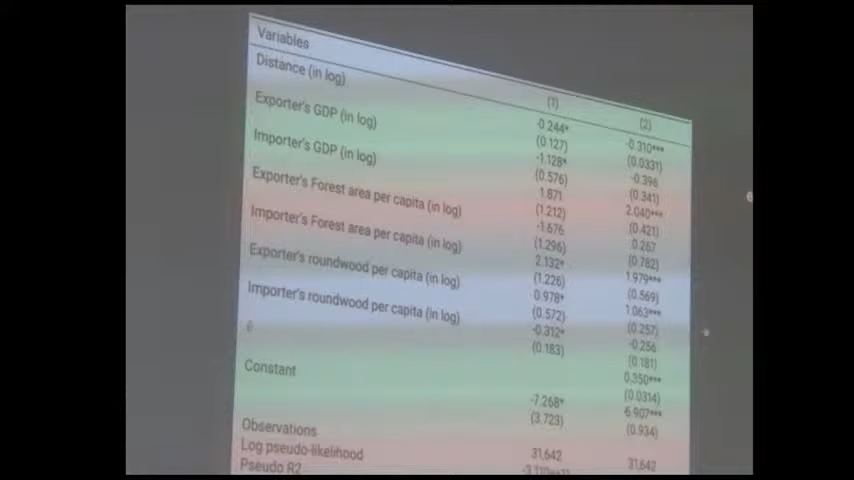 Variables (1) (2)
Distance (in log) -0.244* -0.310***
(0.127) (0.0331)
Exporter's GDP (in log) -1.128* -0.396
(0.576) (0.341)
Importer's GDP (in log) 1.871 2.040***
(1.212) (0.421)
Exporter's Forest area per capita (in log) -1.676 0.267
(1.296) (0.782)
Importer's Forest area per capita (in log) 2.132* 1.979***
(1.226) (0.569)
Exporter's roundwood per capita (in log) 0.978* 1.063***
(0.572) (0.257)
Importer's roundwood per capita (in log) -0.312* -0.256
(0.183) (0.181)
0.350***
(0.0314)
Constant -7.268* 6.907***
(3.723) (0.934)
Observations 31,642 31,642
Log pseudo-likelihood
Pseudo R2